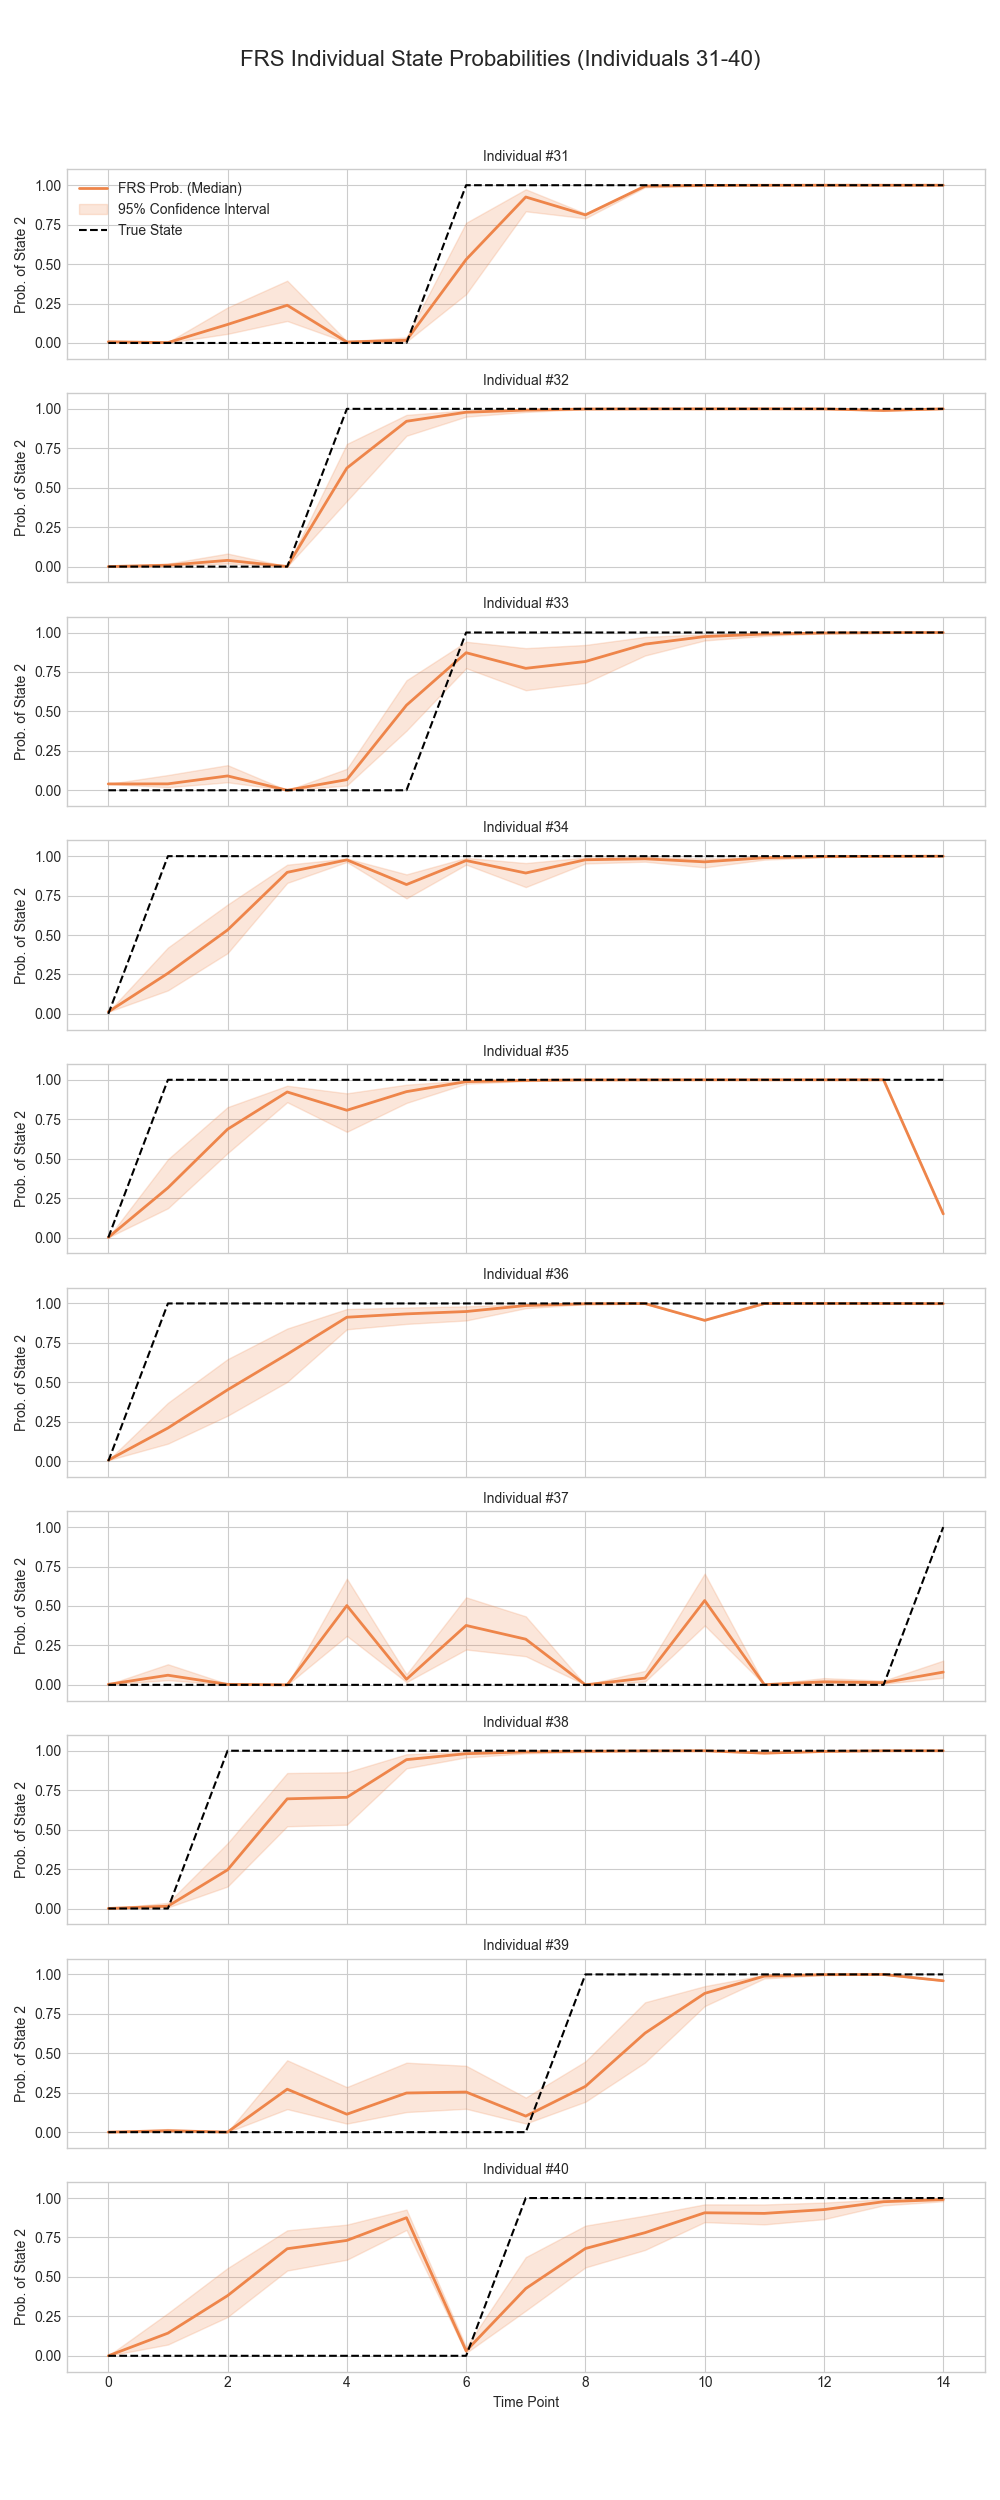 FRS Individual State Probabilities (Individuals 31-40)
Individual #31
FRS Prob. (Median)
95% Confidence Interval
True State
1.00
0.75
0.50
0.25
0.00
Prob. of State 2
Individual #32
1.00
0.75
0.50
0.25
0.00
Prob. of State 2
Individual #33
1.00
0.75
0.50
0.25
0.00
Prob. of State 2
Individual #34
1.00
0.75
0.50
0.25
0.00
Prob. of State 2
Individual #35
1.00
0.75
0.50
0.25
0.00
Prob. of State 2
Individual #36
1.00
0.75
0.50
0.25
0.00
Prob. of State 2
Individual #37
1.00
0.75
0.50
0.25
0.00
Prob. of State 2
Individual #38
1.00
0.75
0.50
0.25
0.00
Prob. of State 2
Individual #39
1.00
0.75
0.50
0.25
0.00
Prob. of State 2
Individual #40
1.00
0.75
0.50
0.25
0.00
Prob. of State 2
0 2 4 6 8 10 12 14
Time Point